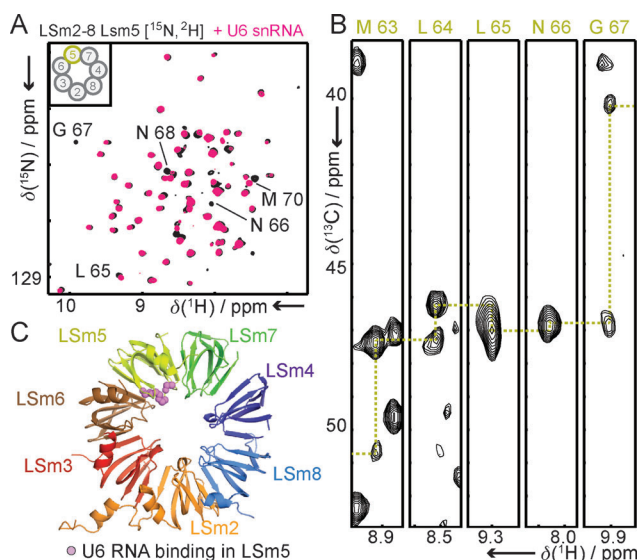 A LSm2-8 Lsm5 [¹⁵N,²H] + U6 snRNA
5 7
6 4
3 8
2
G 67
N 68
M 70
N 66
L 65
δ(¹⁵N) / ppm
129
10 9 δ(¹H) / ppm
B M 63 L 64 L 65 N 66 G 67
40
δ(¹³C) / ppm
45
50
8.9 8.5 9.3 8.0 9.9
δ(¹H) / ppm
C
LSm5 LSm7
LSm4
LSm6
LSm3
LSm8
LSm2
U6 RNA binding in LSm5